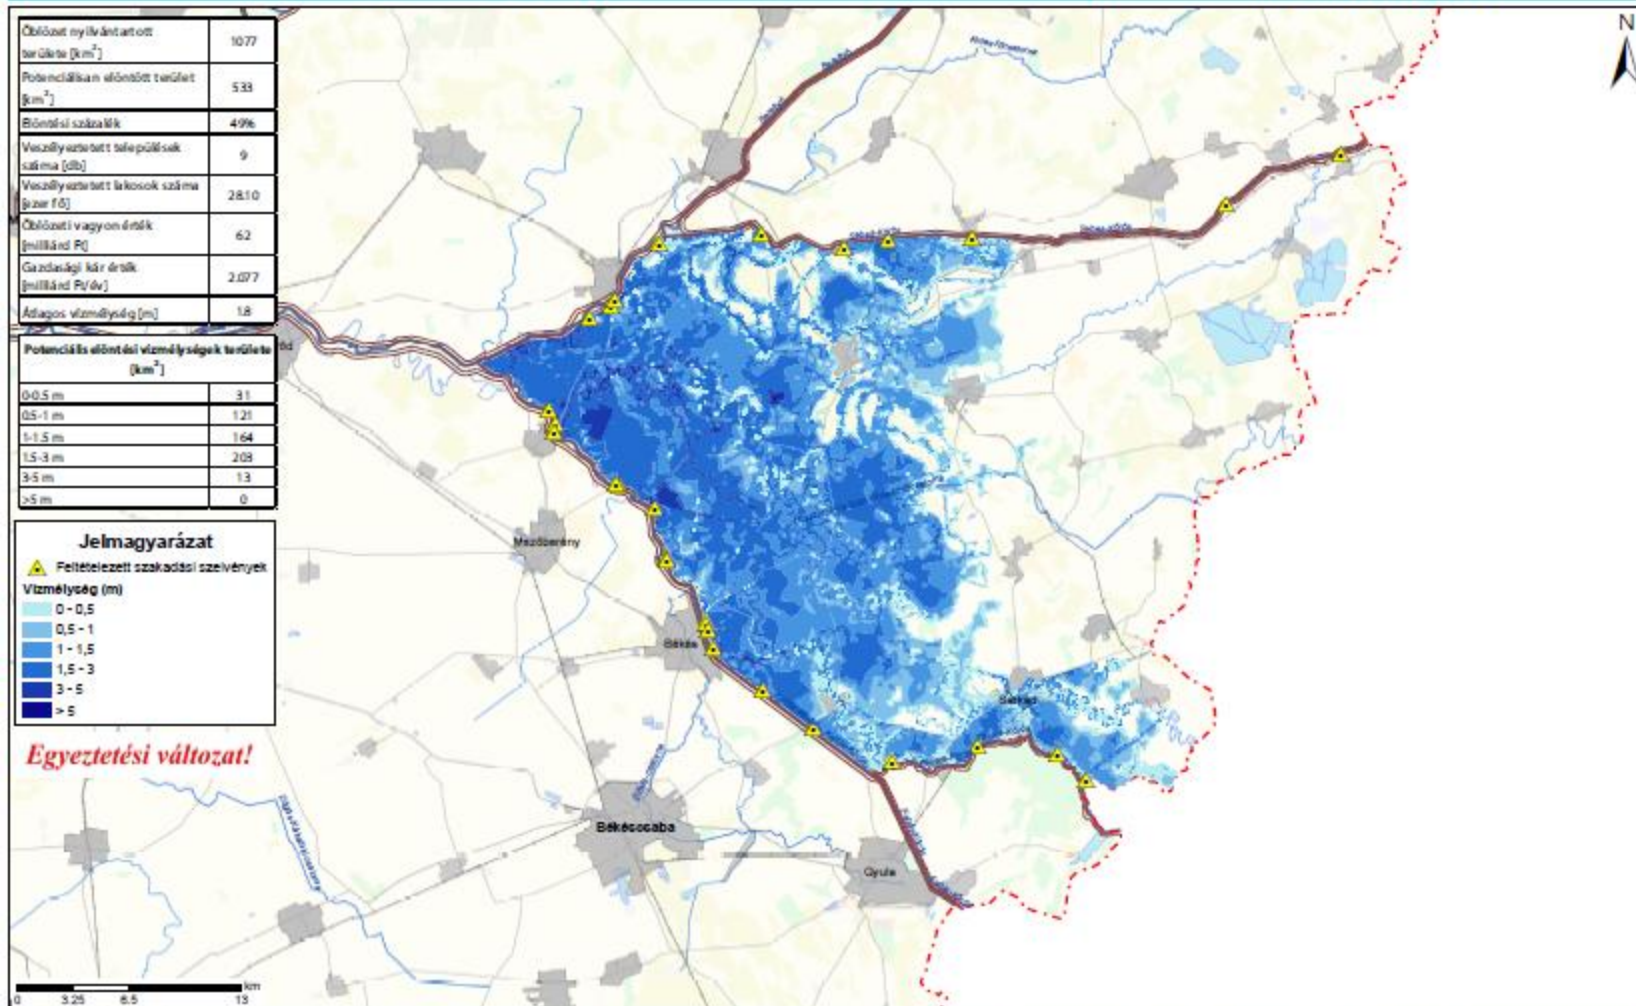 Öblözet nyilvántartott
területe [km²]
1077
Potenciálisan elöntött terület
[km²]
533
Elöntési százalék
49%
Veszélyeztetett települések
száma [db]
9
Veszélyeztetett lakosok száma
[ezer fő]
28.10
Öblözeti vagyonérték
[milliárd Ft]
62
Gazdasági kár érték
[milliárd Ft/év]
2.077
Átlagos vízmélység [m]
1.8
Potenciális elöntési vízmélységek területe
[km²]
0-0.5 m 31
0.5-1 m 121
1-1.5 m 164
1.5-3 m 203
3-5 m 13
>5 m 0
Jelmagyarázat
Feltételezett szakadási szelvények
Vízmélység (m)
0 - 0,5
0,5 - 1
1 - 1,5
1,5 - 3
3 - 5
> 5
Egyeztetési változat!
N
Mezőberény
Békés
Sarkad
Békéscsaba
Gyula
km
0 3.25 6.5 13